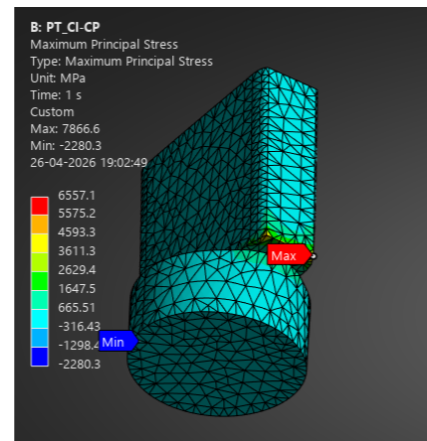 B: PT_CI-CP
Maximum Principal Stress
Type: Maximum Principal Stress
Unit: MPa
Time: 1 s
Custom
Max: 7866.6
Min: -2280.3
26-04-2026 19:02:49
6557.1
5575.2
4593.3
3611.3
2629.4
1647.5
665.51
-316.43
-1298.4
-2280.3
Max
Min